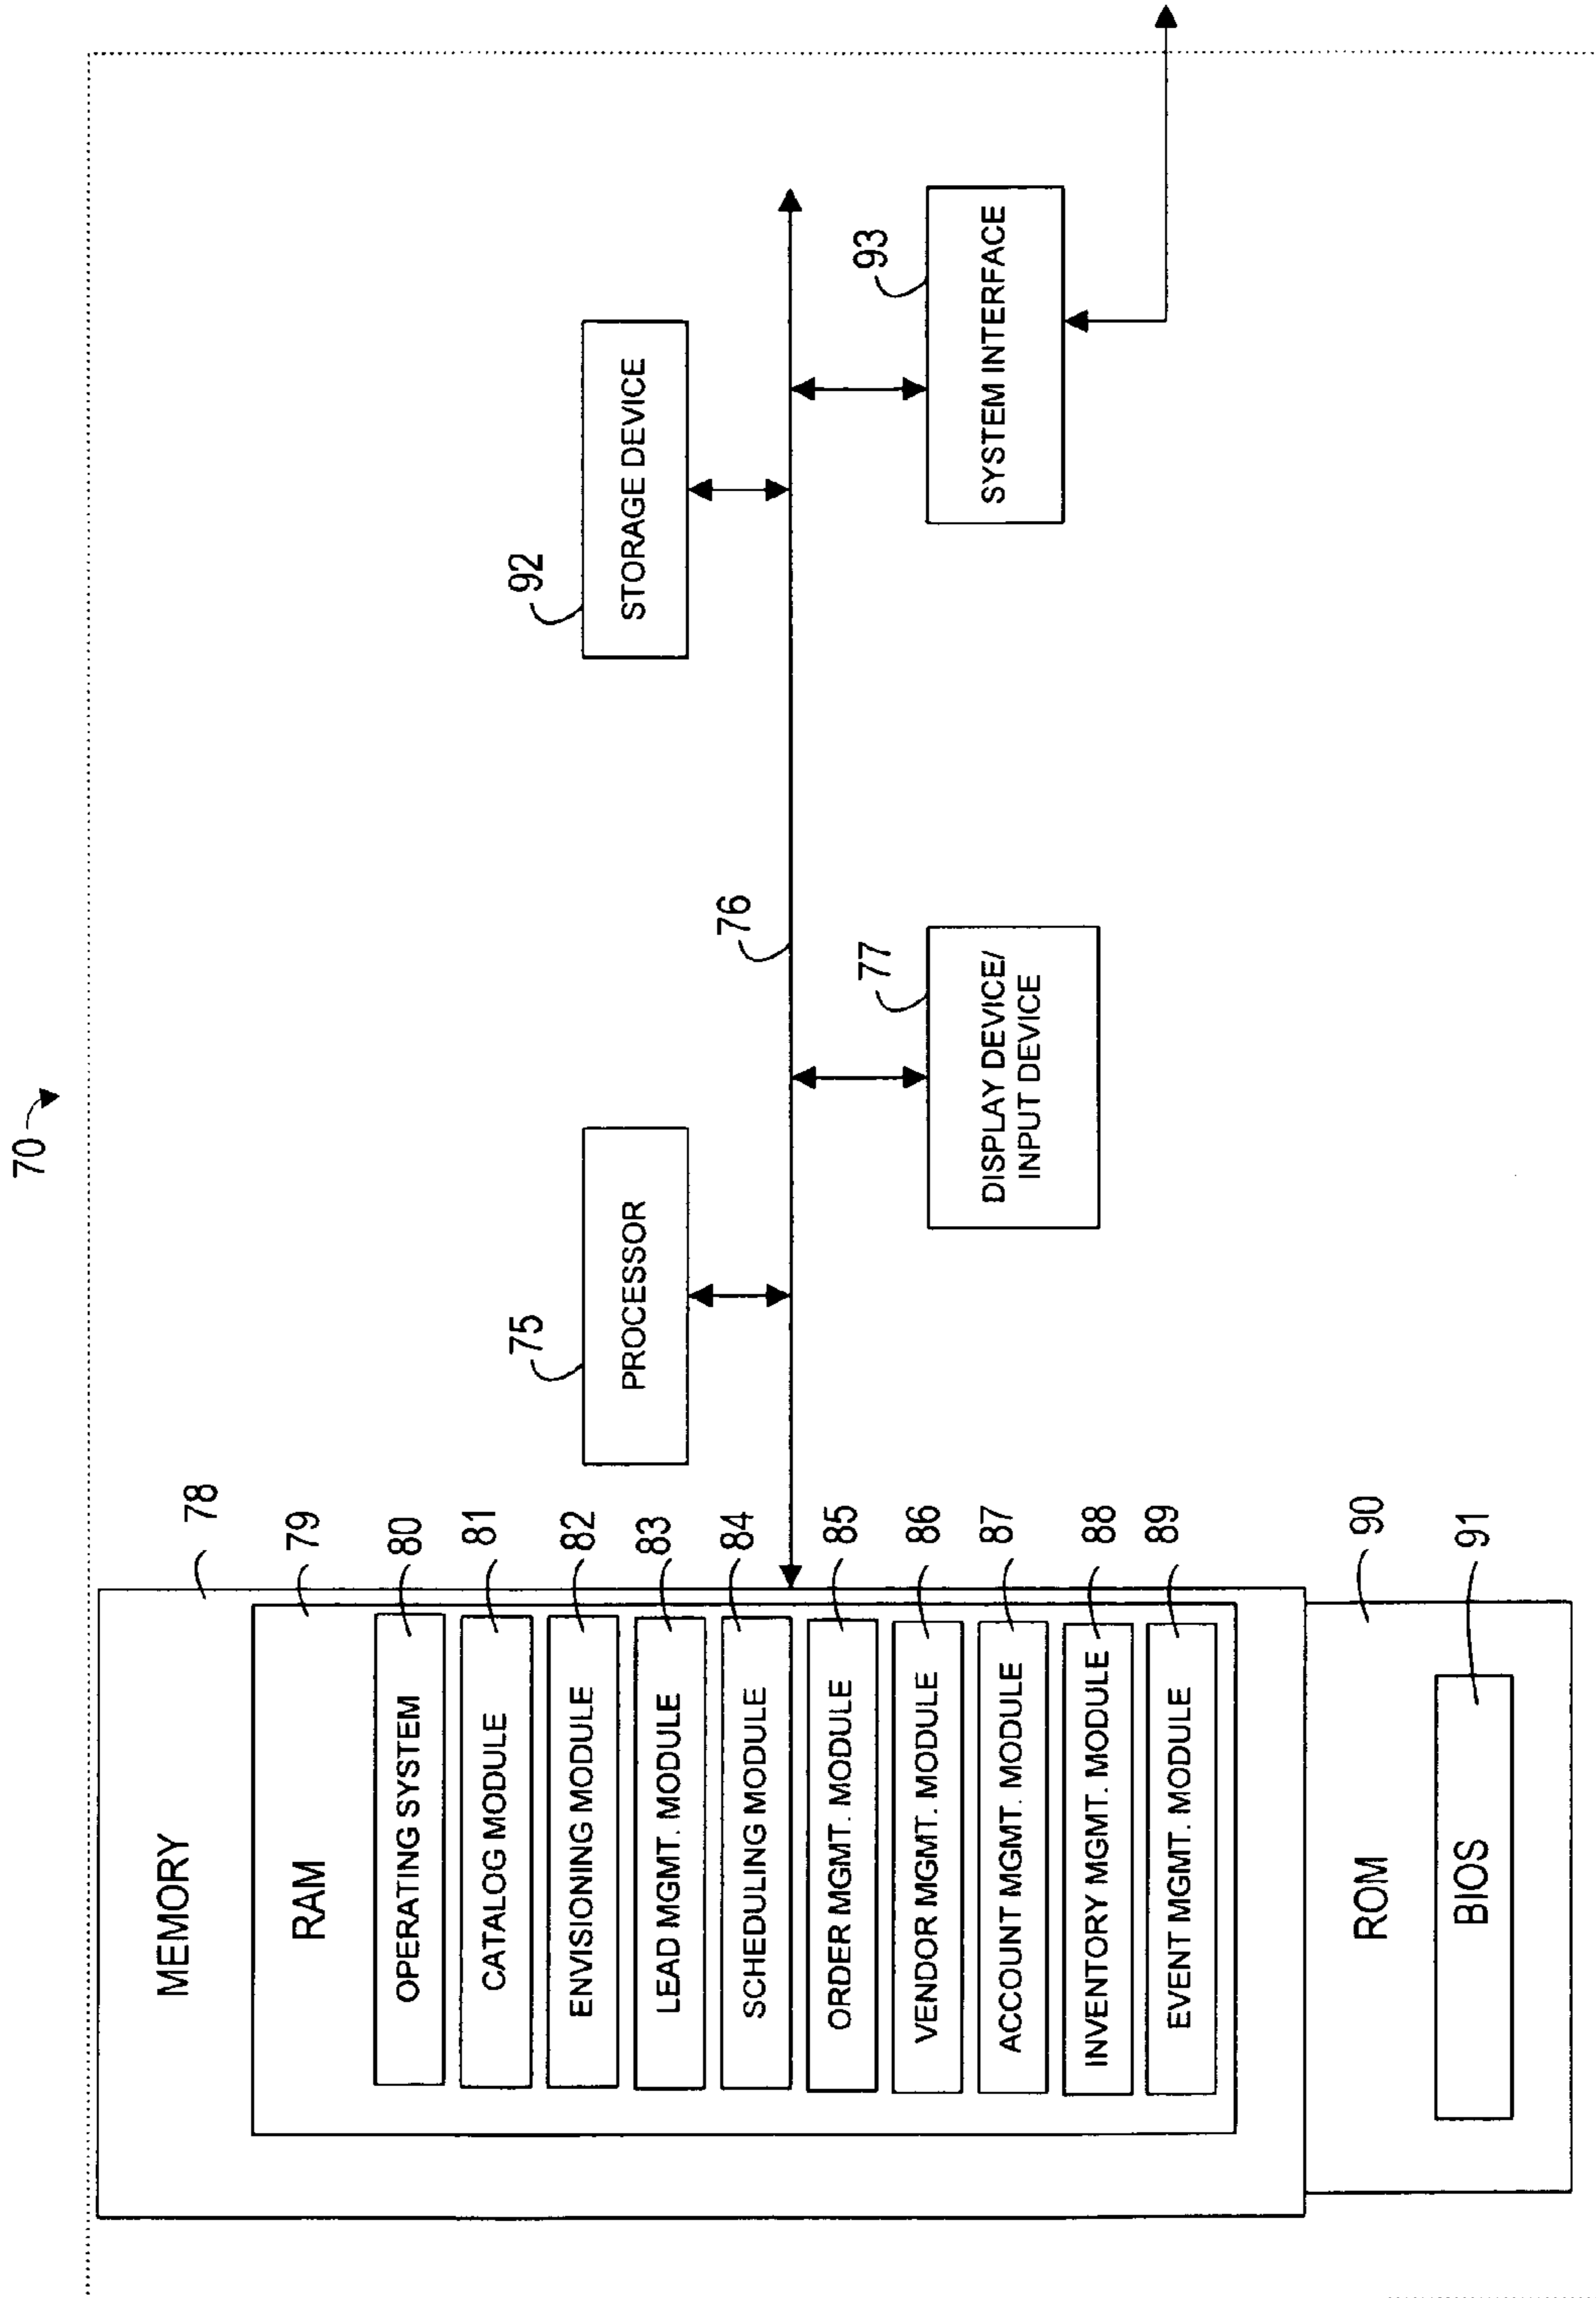 70
MEMORY
78
RAM
79
OPERATING SYSTEM
80
CATALOG MODULE
81
ENVISIONING MODULE
82
LEAD MGMT. MODULE
83
SCHEDULING MODULE
84
ORDER MGMT. MODULE
85
VENDOR MGMT. MODULE
86
ACCOUNT MGMT. MODULE
87
INVENTORY MGMT. MODULE
88
EVENT MGMT. MODULE
89
ROM
90
BIOS
91
75
PROCESSOR
76
77
DISPLAY DEVICE/
INPUT DEVICE
92
STORAGE DEVICE
93
SYSTEM INTERFACE